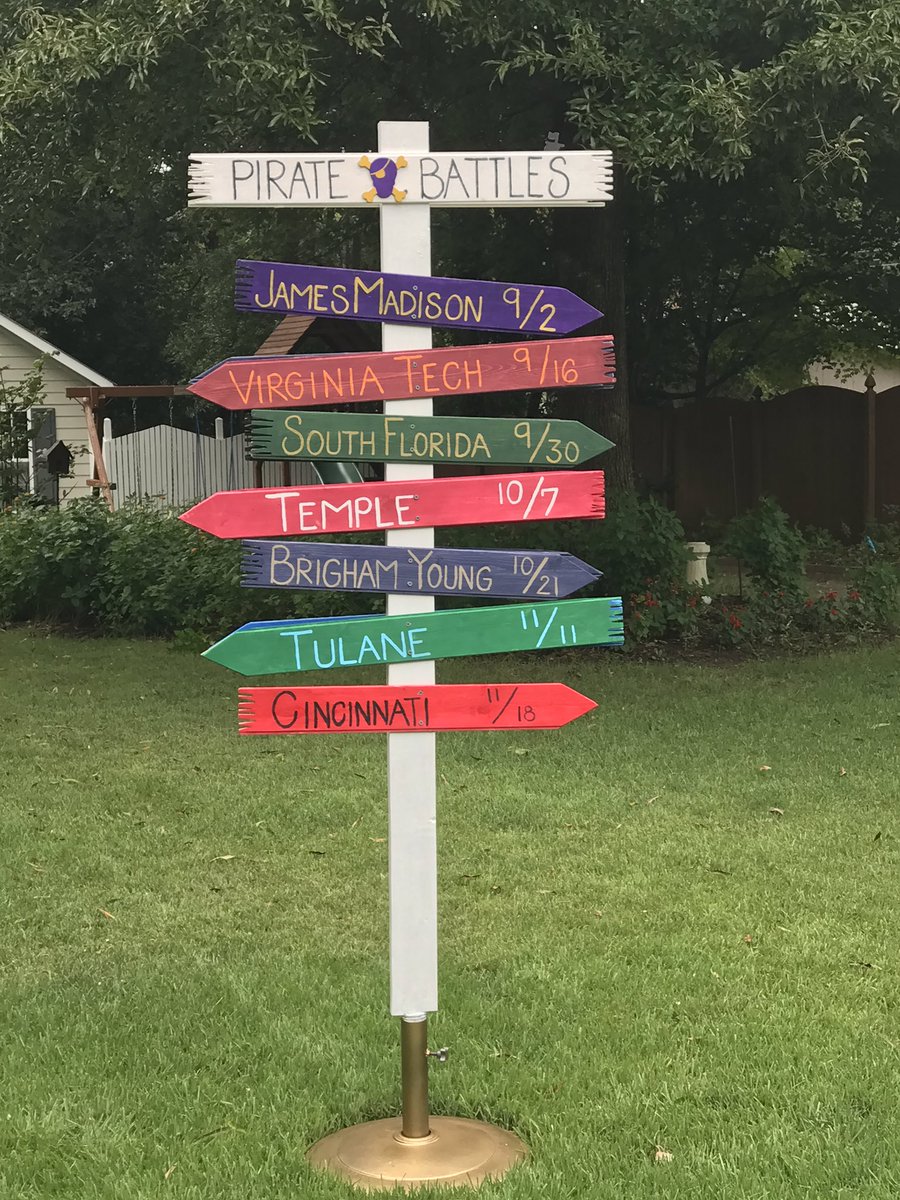 PIRATE BATTLES
JAMES MADISON 9/2
VIRGINIA TECH 9/16
SOUTH FLORIDA 9/30
TEMPLE 10/7
BRIGHAM YOUNG 10/21
TULANE 11/11
CINCINNATI 11/18